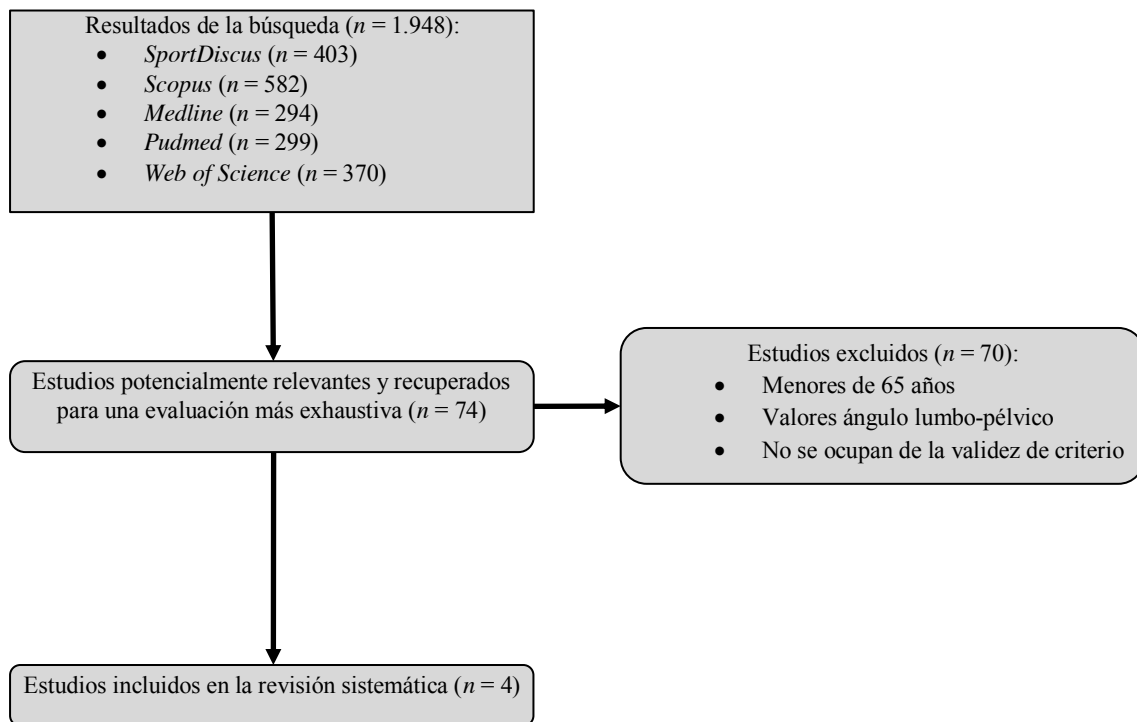 Resultados de la búsqueda (n = 1.948):
• SportDiscus (n = 403)
• Scopus (n = 582)
• Medline (n = 294)
• Pudmed (n = 299)
• Web of Science (n = 370)
Estudios potencialmente relevantes y recuperados
para una evaluación más exhaustiva (n = 74)
Estudios excluidos (n = 70):
• Menores de 65 años
• Valores ángulo lumbo-pélvico
• No se ocupan de la validez de criterio
Estudios incluidos en la revisión sistemática (n = 4)